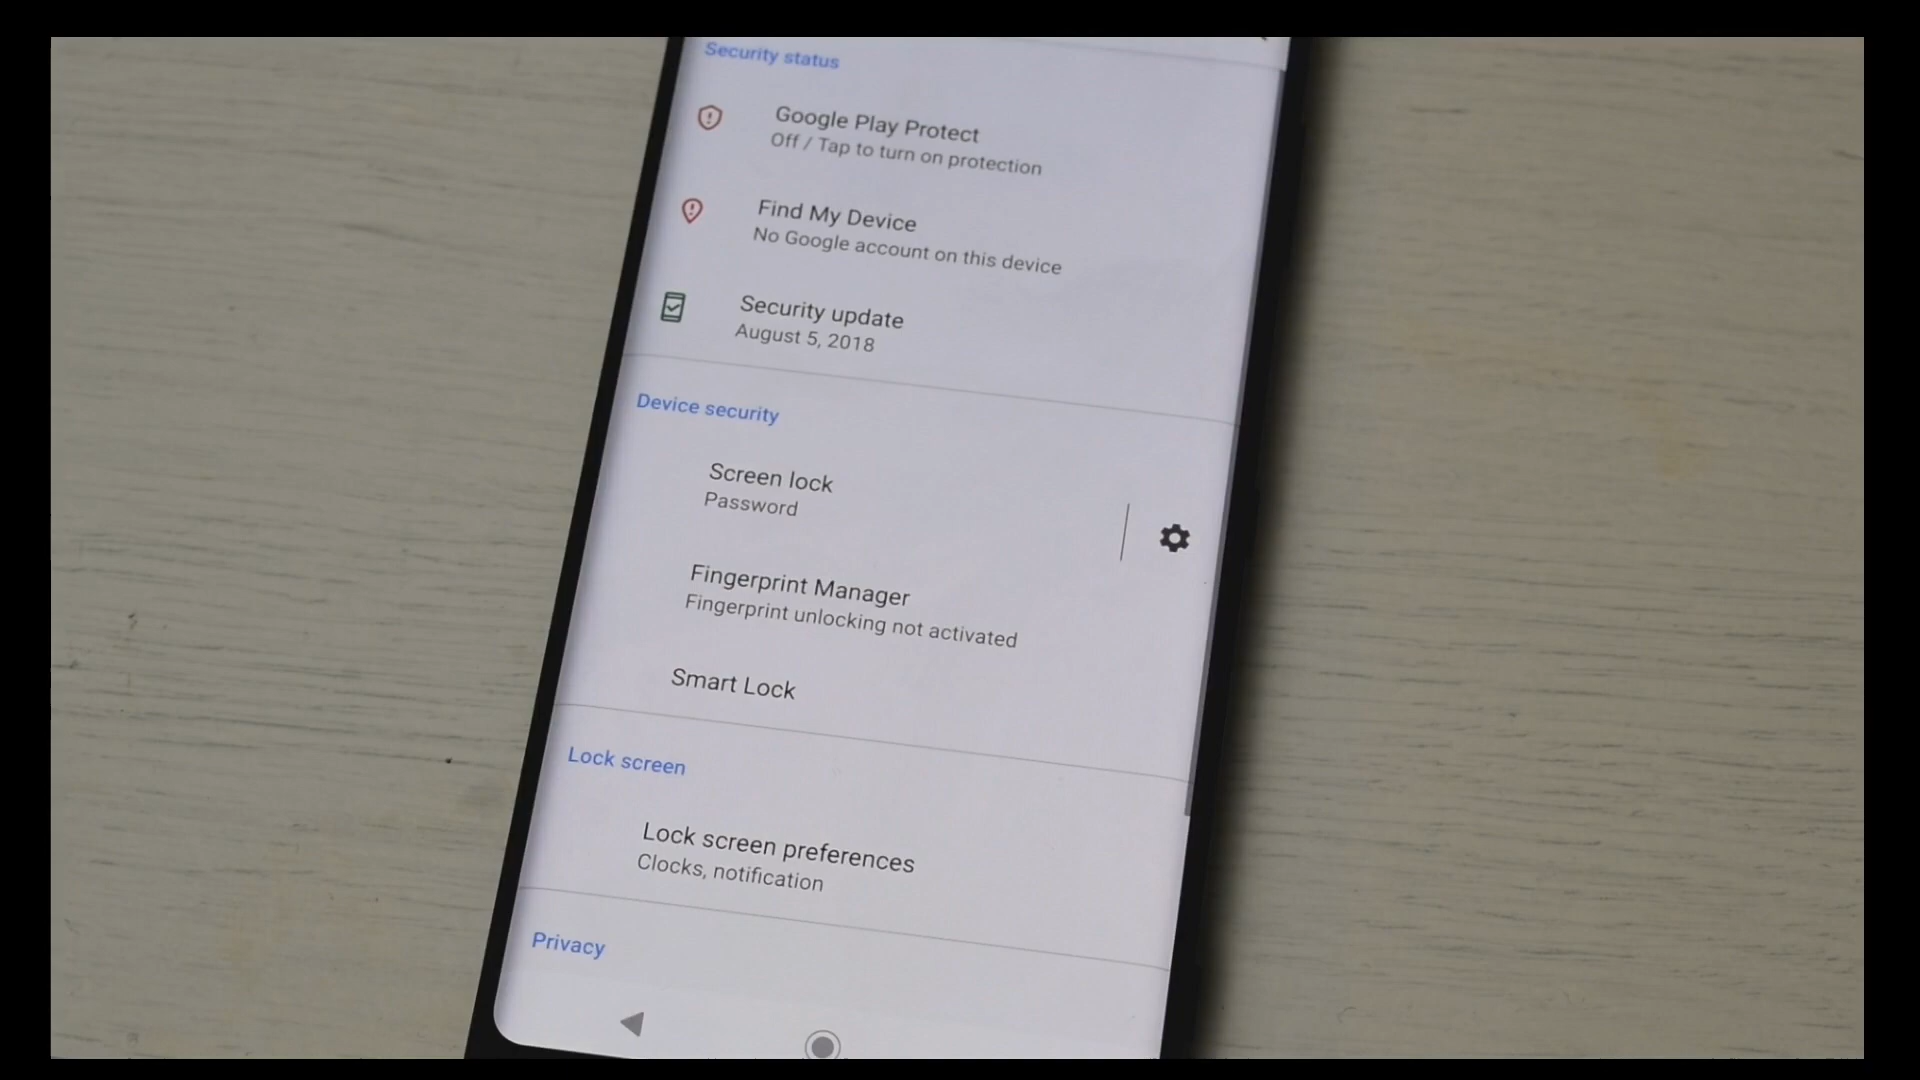 Security status
Google Play Protect
Off / Tap to turn on protection
Find My Device
No Google account on this device
Security update
August 5, 2018
Device security
Screen lock
Password
Fingerprint Manager
Fingerprint unlocking not activated
Smart Lock
Lock screen
Lock screen preferences
Clocks, notification
Privacy